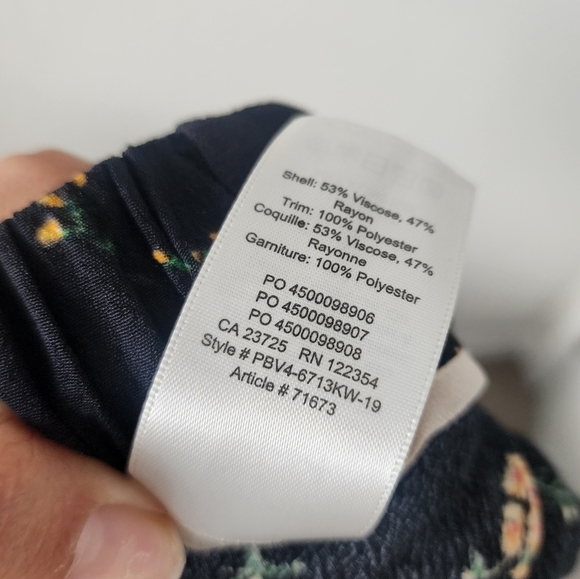 Shell: 53% Viscose, 47%
Rayon
Trim: 100% Polyester
Coquille: 53% Viscose, 47%
Rayonne
Garniture: 100% Polyester
PO 4500098906
PO 4500098907
PO 4500098908
CA 23725 RN 122354
Style # PBV4-6713KW-19
Article # 71673